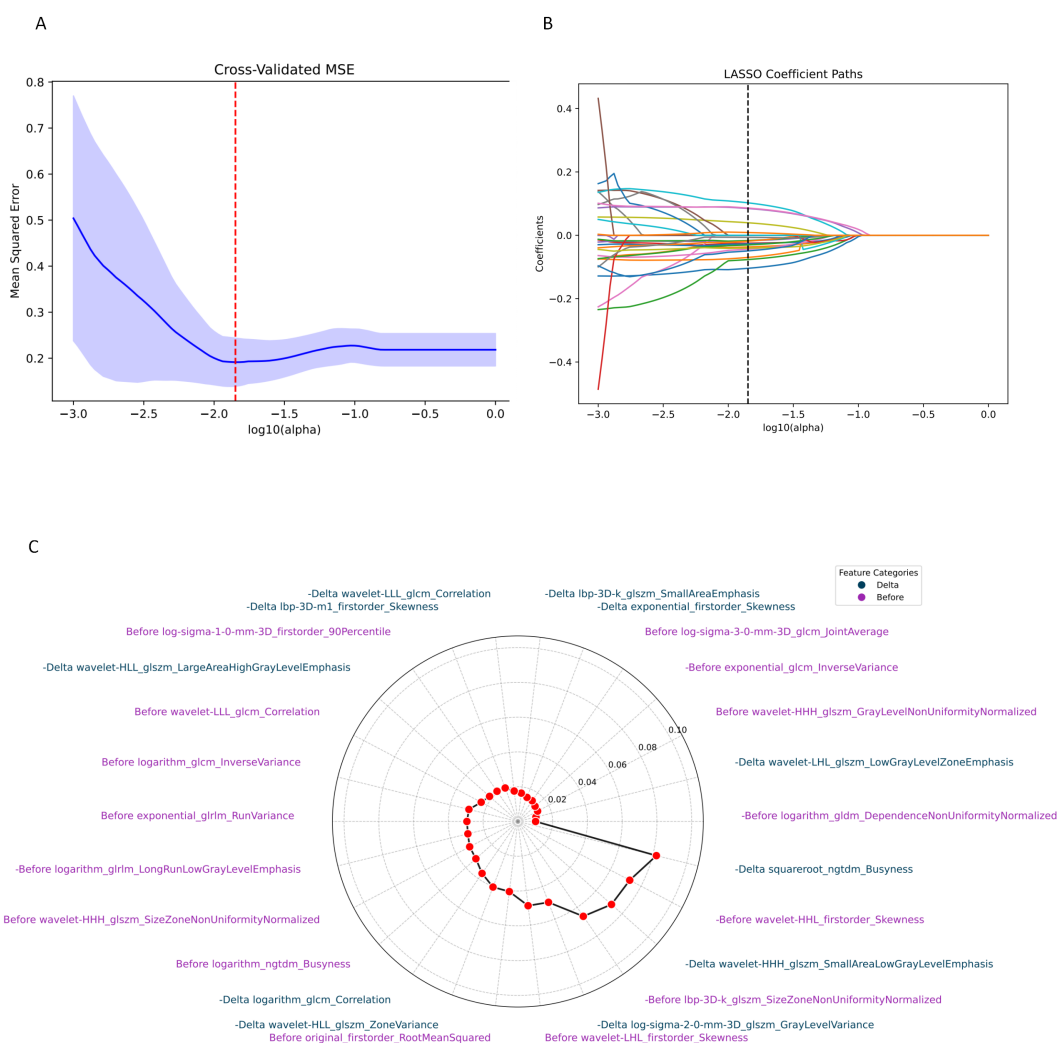 A
B
Cross-Validated MSE
0.8
0.7
0.6
0.5
0.4
0.3
0.2
Mean Squared Error
−3.0
−2.5
−2.0
−1.5
−1.0
−0.5
0.0
log10(alpha)
LASSO Coefficient Paths
0.4
0.2
0.0
−0.2
−0.4
Coefficients
−3.0
−2.5
−2.0
−1.5
−1.0
−0.5
0.0
log10(alpha)
C
Feature Categories
Delta
Before
-Delta wavelet-LLL_glcm_Correlation
-Delta lbp-3D-k_glszm_SmallAreaEmphasis
-Delta lbp-3D-m1_firstorder_Skewness
-Delta exponential_firstorder_Skewness
Before log-sigma-1-0-mm-3D_firstorder_90Percentile
Before log-sigma-3-0-mm-3D_glcm_JointAverage
-Delta wavelet-HLL_glszm_LargeAreaHighGrayLevelEmphasis
-Before exponential_glcm_InverseVariance
Before wavelet-LLL_glcm_Correlation
Before wavelet-HHH_glszm_GrayLevelNonUniformityNormalized
0.10
0.08
0.06
0.04
0.02
Before logarithm_glcm_InverseVariance
-Delta wavelet-LHL_glszm_LowGrayLevelZoneEmphasis
Before exponential_glrlm_RunVariance
-Before logarithm_gldm_DependenceNonUniformityNormalized
-Before logarithm_glrlm_LongRunLowGrayLevelEmphasis
-Delta squareroot_ngtdm_Busyness
Before wavelet-HHH_glszm_SizeZoneNonUniformityNormalized
-Before wavelet-HHL_firstorder_Skewness
Before logarithm_ngtdm_Busyness
-Delta wavelet-HHH_glszm_SmallAreaLowGrayLevelEmphasis
-Delta logarithm_glcm_Correlation
-Before lbp-3D-k_glszm_SizeZoneNonUniformityNormalized
-Delta wavelet-HLL_glszm_ZoneVariance
-Delta log-sigma-2-0-mm-3D_glszm_GrayLevelVariance
Before original_firstorder_RootMeanSquared
Before wavelet-LHL_firstorder_Skewness